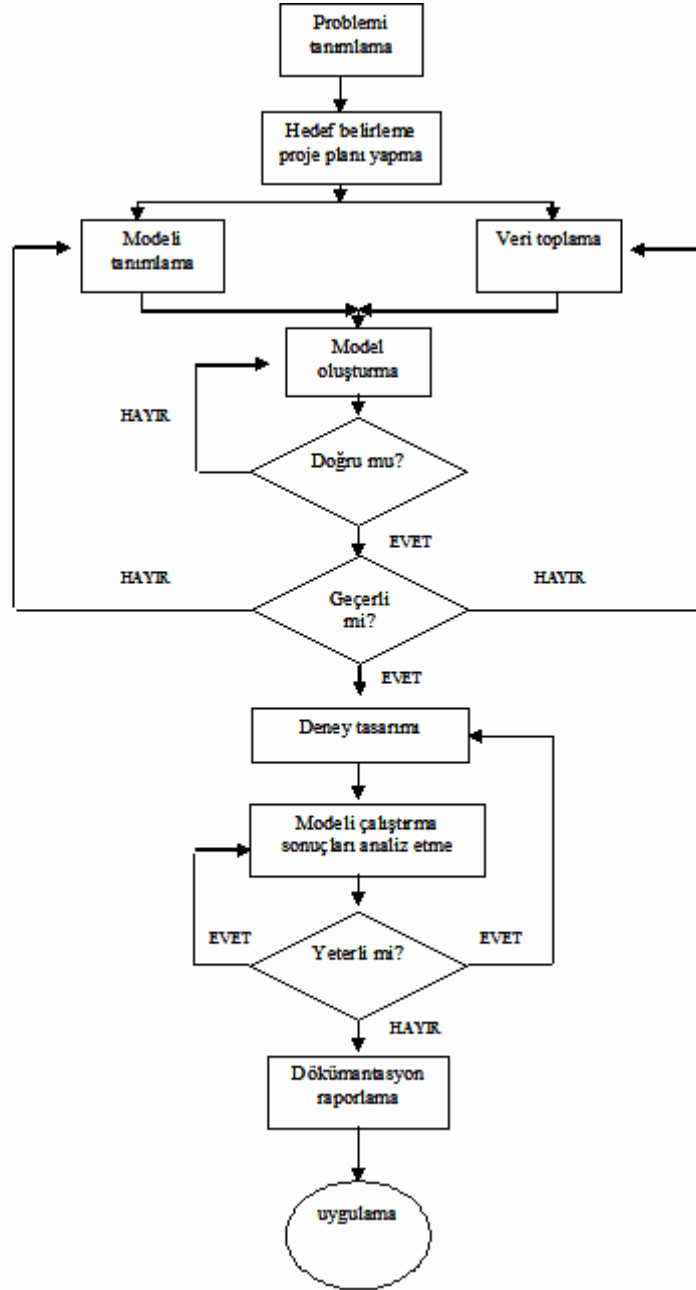 Problemi
tanımlama
Hedef belirleme
proje planı yapma
Modeli
tanımlama
Veri toplama
Model
oluşturma
HAYIR
Doğru mu?
EVET
HAYIR
HAYIR
Geçerli
mi?
EVET
Deney tasarımı
Modeli çalıştırma
sonuçları analiz etme
EVET
Yeterli mi?
EVET
HAYIR
Dökümantasyon
raporlama
uygulama